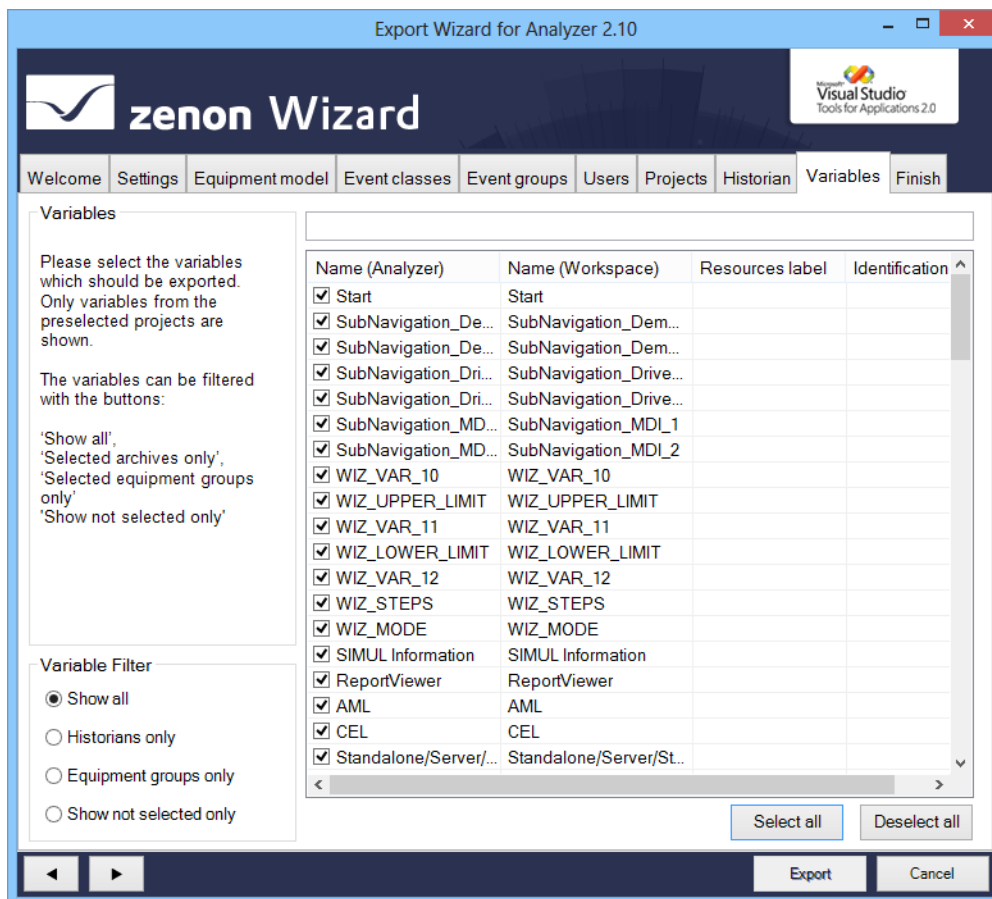 Export Wizard for Analyzer 2.10
zenon Wizard
Microsoft
Visual Studio
Tools for Applications 2.0
Welcome Settings Equipment model Event classes Event groups Users Projects Historian Variables Finish
Variables
Please select the variables
which should be exported.
Only variables from the
preselected projects are
shown.
The variables can be filtered
with the buttons:
'Show all',
'Selected archives only',
'Selected equipment groups
only'
'Show not selected only'
Variable Filter
Show all
Historians only
Equipment groups only
Show not selected only
Name (Analyzer) Name (Workspace) Resources label Identification
Start Start
SubNavigation_De... SubNavigation_Dem...
SubNavigation_De... SubNavigation_Dem...
SubNavigation_Dri... SubNavigation_Drive...
SubNavigation_Dri... SubNavigation_Drive...
SubNavigation_MD... SubNavigation_MDI_1
SubNavigation_MD... SubNavigation_MDI_2
WIZ_VAR_10 WIZ_VAR_10
WIZ_UPPER_LIMIT WIZ_UPPER_LIMIT
WIZ_VAR_11 WIZ_VAR_11
WIZ_LOWER_LIMIT WIZ_LOWER_LIMIT
WIZ_VAR_12 WIZ_VAR_12
WIZ_STEPS WIZ_STEPS
WIZ_MODE WIZ_MODE
SIMUL Information SIMUL Information
ReportViewer ReportViewer
AML AML
CEL CEL
Standalone/Server/... Standalone/Server/St...
Select all Deselect all
Export Cancel